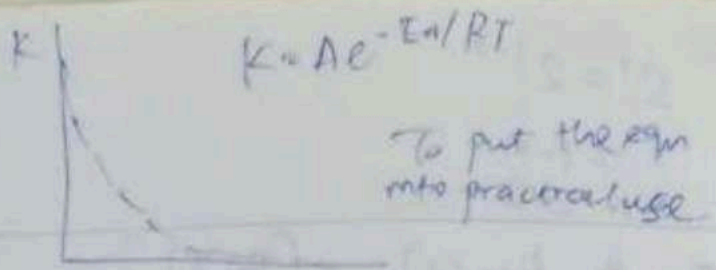 K
K = Ae^-Ea/RT
To put the eqn
into practical use